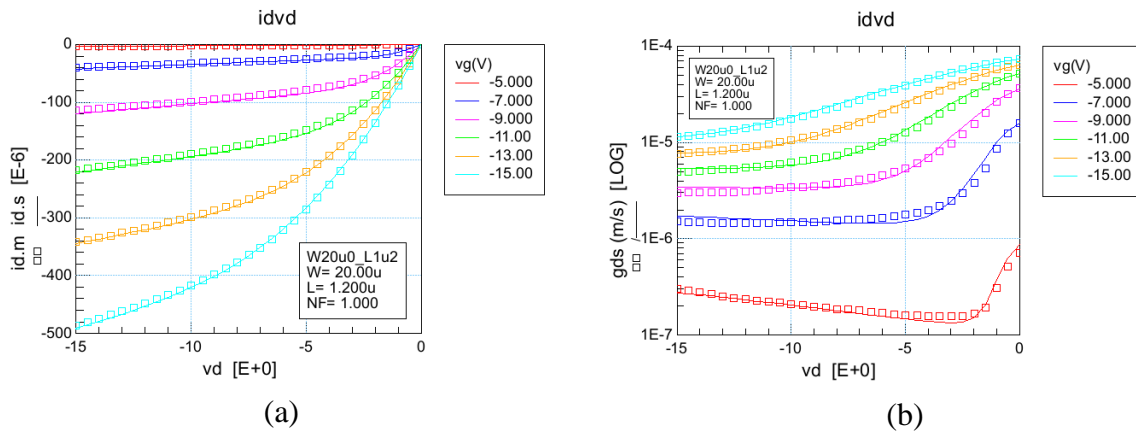 idvd
id.m id.s [E-6]
0
-100
-200
-300
-400
-500
-15
-10
-5
0
vd [E+0]
W20u0_L1u2
W= 20.00u
L= 1.200u
NF= 1.000
vg(V)
-5.000
-7.000
-9.000
-11.00
-13.00
-15.00
(a)
idvd
gds (m/s) [LOG]
1E-4
1E-5
1E-6
1E-7
-15
-10
-5
0
vd [E+0]
W20u0_L1u2
W= 20.00u
L= 1.200u
NF= 1.000
vg(V)
-5.000
-7.000
-9.000
-11.00
-13.00
-15.00
(b)